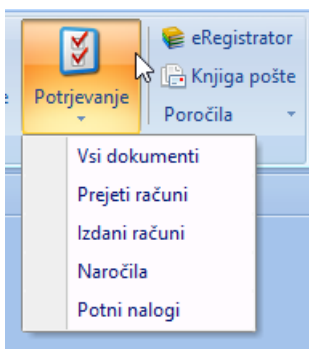 eRegistrator
Knjiga pošte
Potrjevanje
Poročila
Vsi dokumenti
Prejeti računi
Izdani računi
Naročila
Potni nalogi